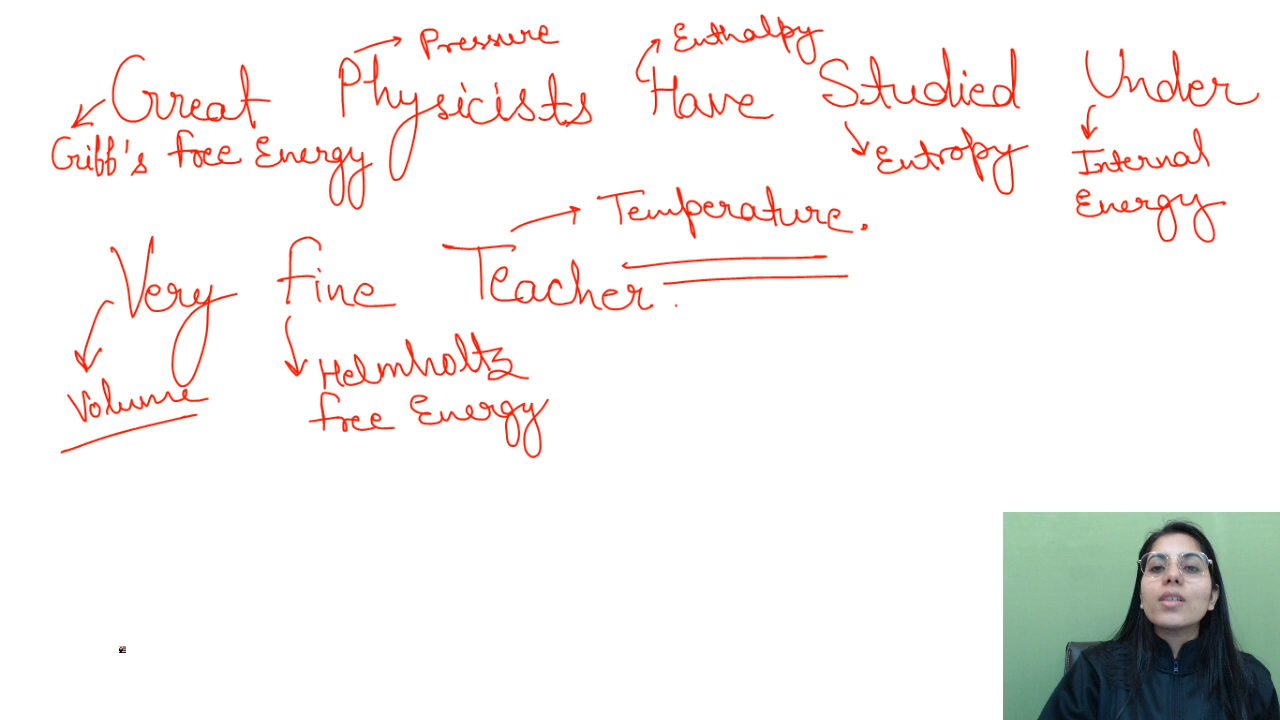 Pressure Enthalpy
Great Physicists Have Studied Under
Gibb's free Energy Entropy Internal Energy
Temperature.
Very fine Teacher.
Volume Helmholtz free Energy